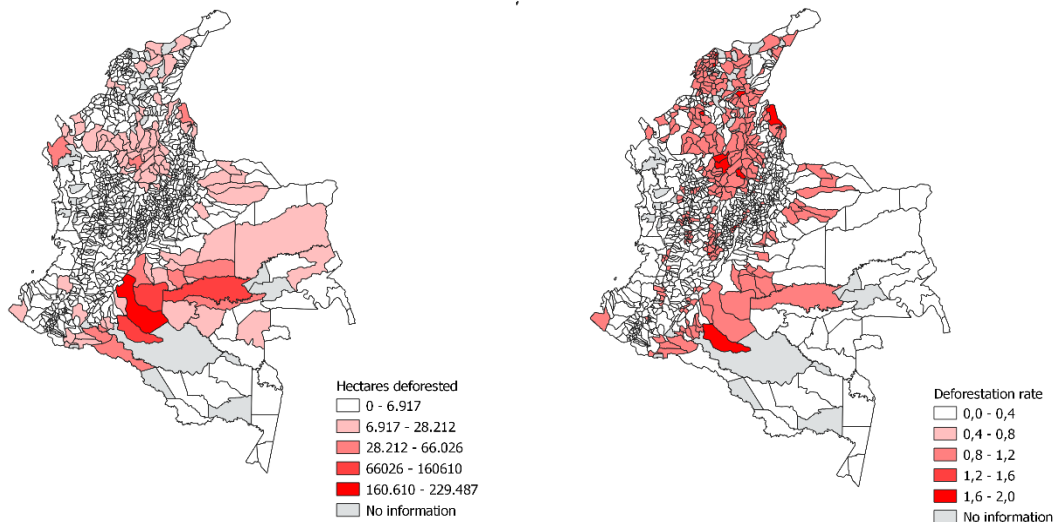 Hectares deforested
0 - 6.917
6.917 - 28.212
28.212 - 66.026
66026 - 160610
160.610 - 229.487
No information
Deforestation rate
0,0 - 0,4
0,4 - 0,8
0,8 - 1,2
1,2 - 1,6
1,6 - 2,0
No information